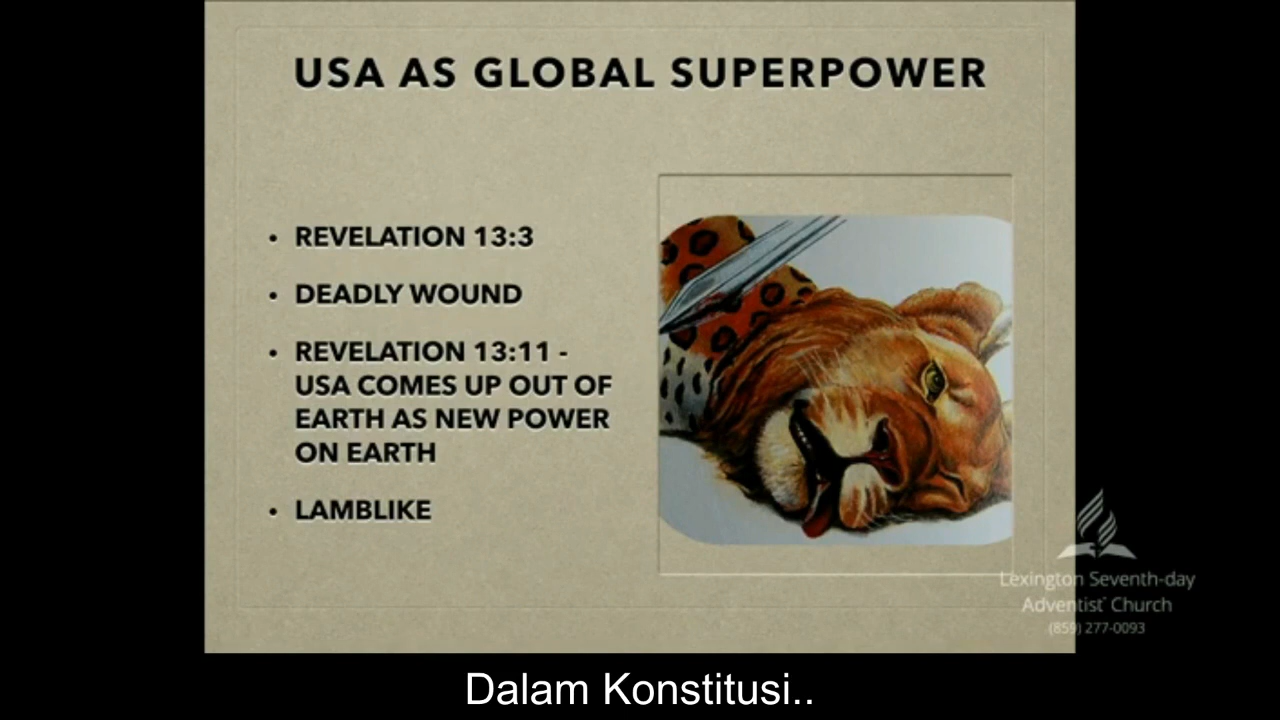 USA AS GLOBAL SUPERPOWER
• REVELATION 13:3
• DEADLY WOUND
• REVELATION 13:11 -
USA COMES UP OUT OF
EARTH AS NEW POWER
ON EARTH
• LAMBLIKE
Lexington Seventh-day
Adventist Church
(859) 277-0093
Dalam Konstitusi..